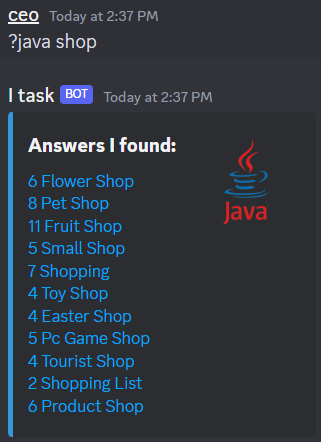 ceo Today at 2:37 PM
?java shop
I task BOT Today at 2:37 PM
Answers I found:
Java
6 Flower Shop
8 Pet Shop
11 Fruit Shop
5 Small Shop
7 Shopping
4 Toy Shop
4 Easter Shop
5 Pc Game Shop
4 Tourist Shop
2 Shopping List
6 Product Shop